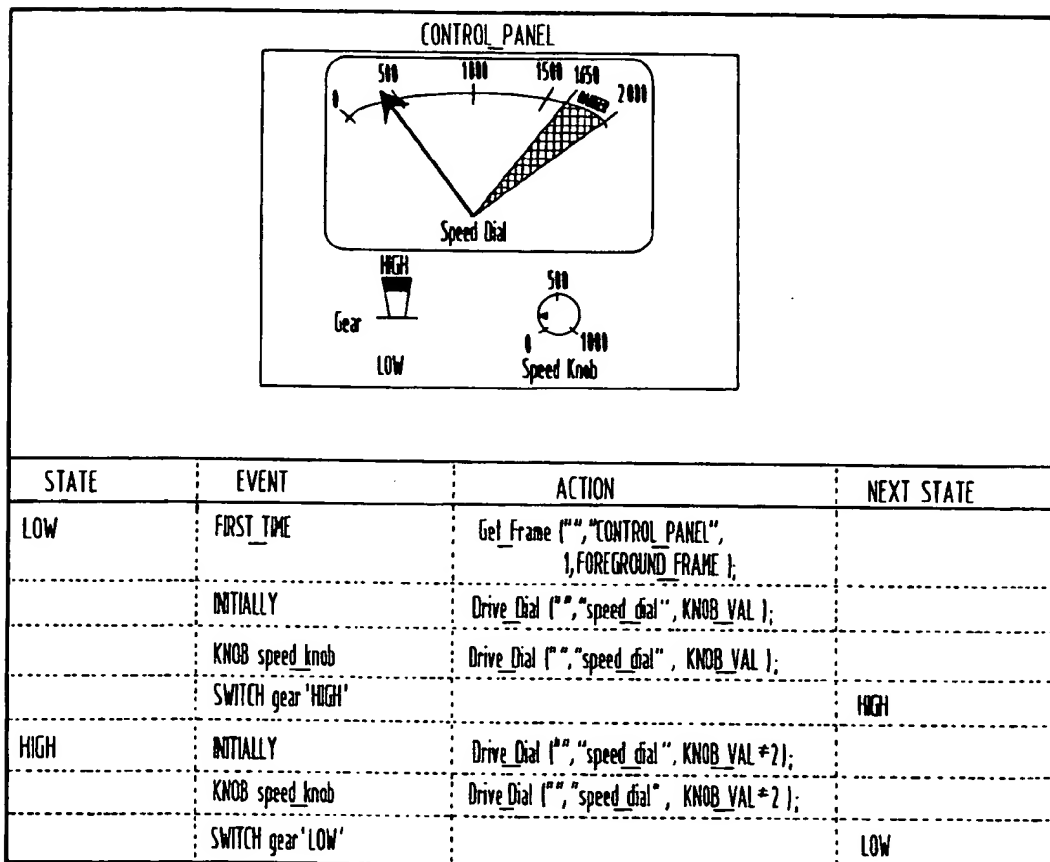 CONTROL_PANEL
0 500 1000 1500 1650 DANGER 2000
Speed Dial
HIGH
Gear
LOW
500
0 1000
Speed Knob
STATE EVENT ACTION NEXT STATE
LOW FIRST_TIME Get_Frame ("","CONTROL_PANEL",
1,FOREGROUND_FRAME );
INITIALLY Drive_Dial ("","speed_dial", KNOB_VAL );
KNOB speed_knob Drive_Dial ("","speed_dial" , KNOB_VAL );
SWITCH gear 'HIGH' HIGH
HIGH INITIALLY Drive_Dial ("","speed_dial", KNOB_VAL *2);
KNOB speed_knob Drive_Dial ("","speed_dial" , KNOB_VAL*2 );
SWITCH gear 'LOW' LOW